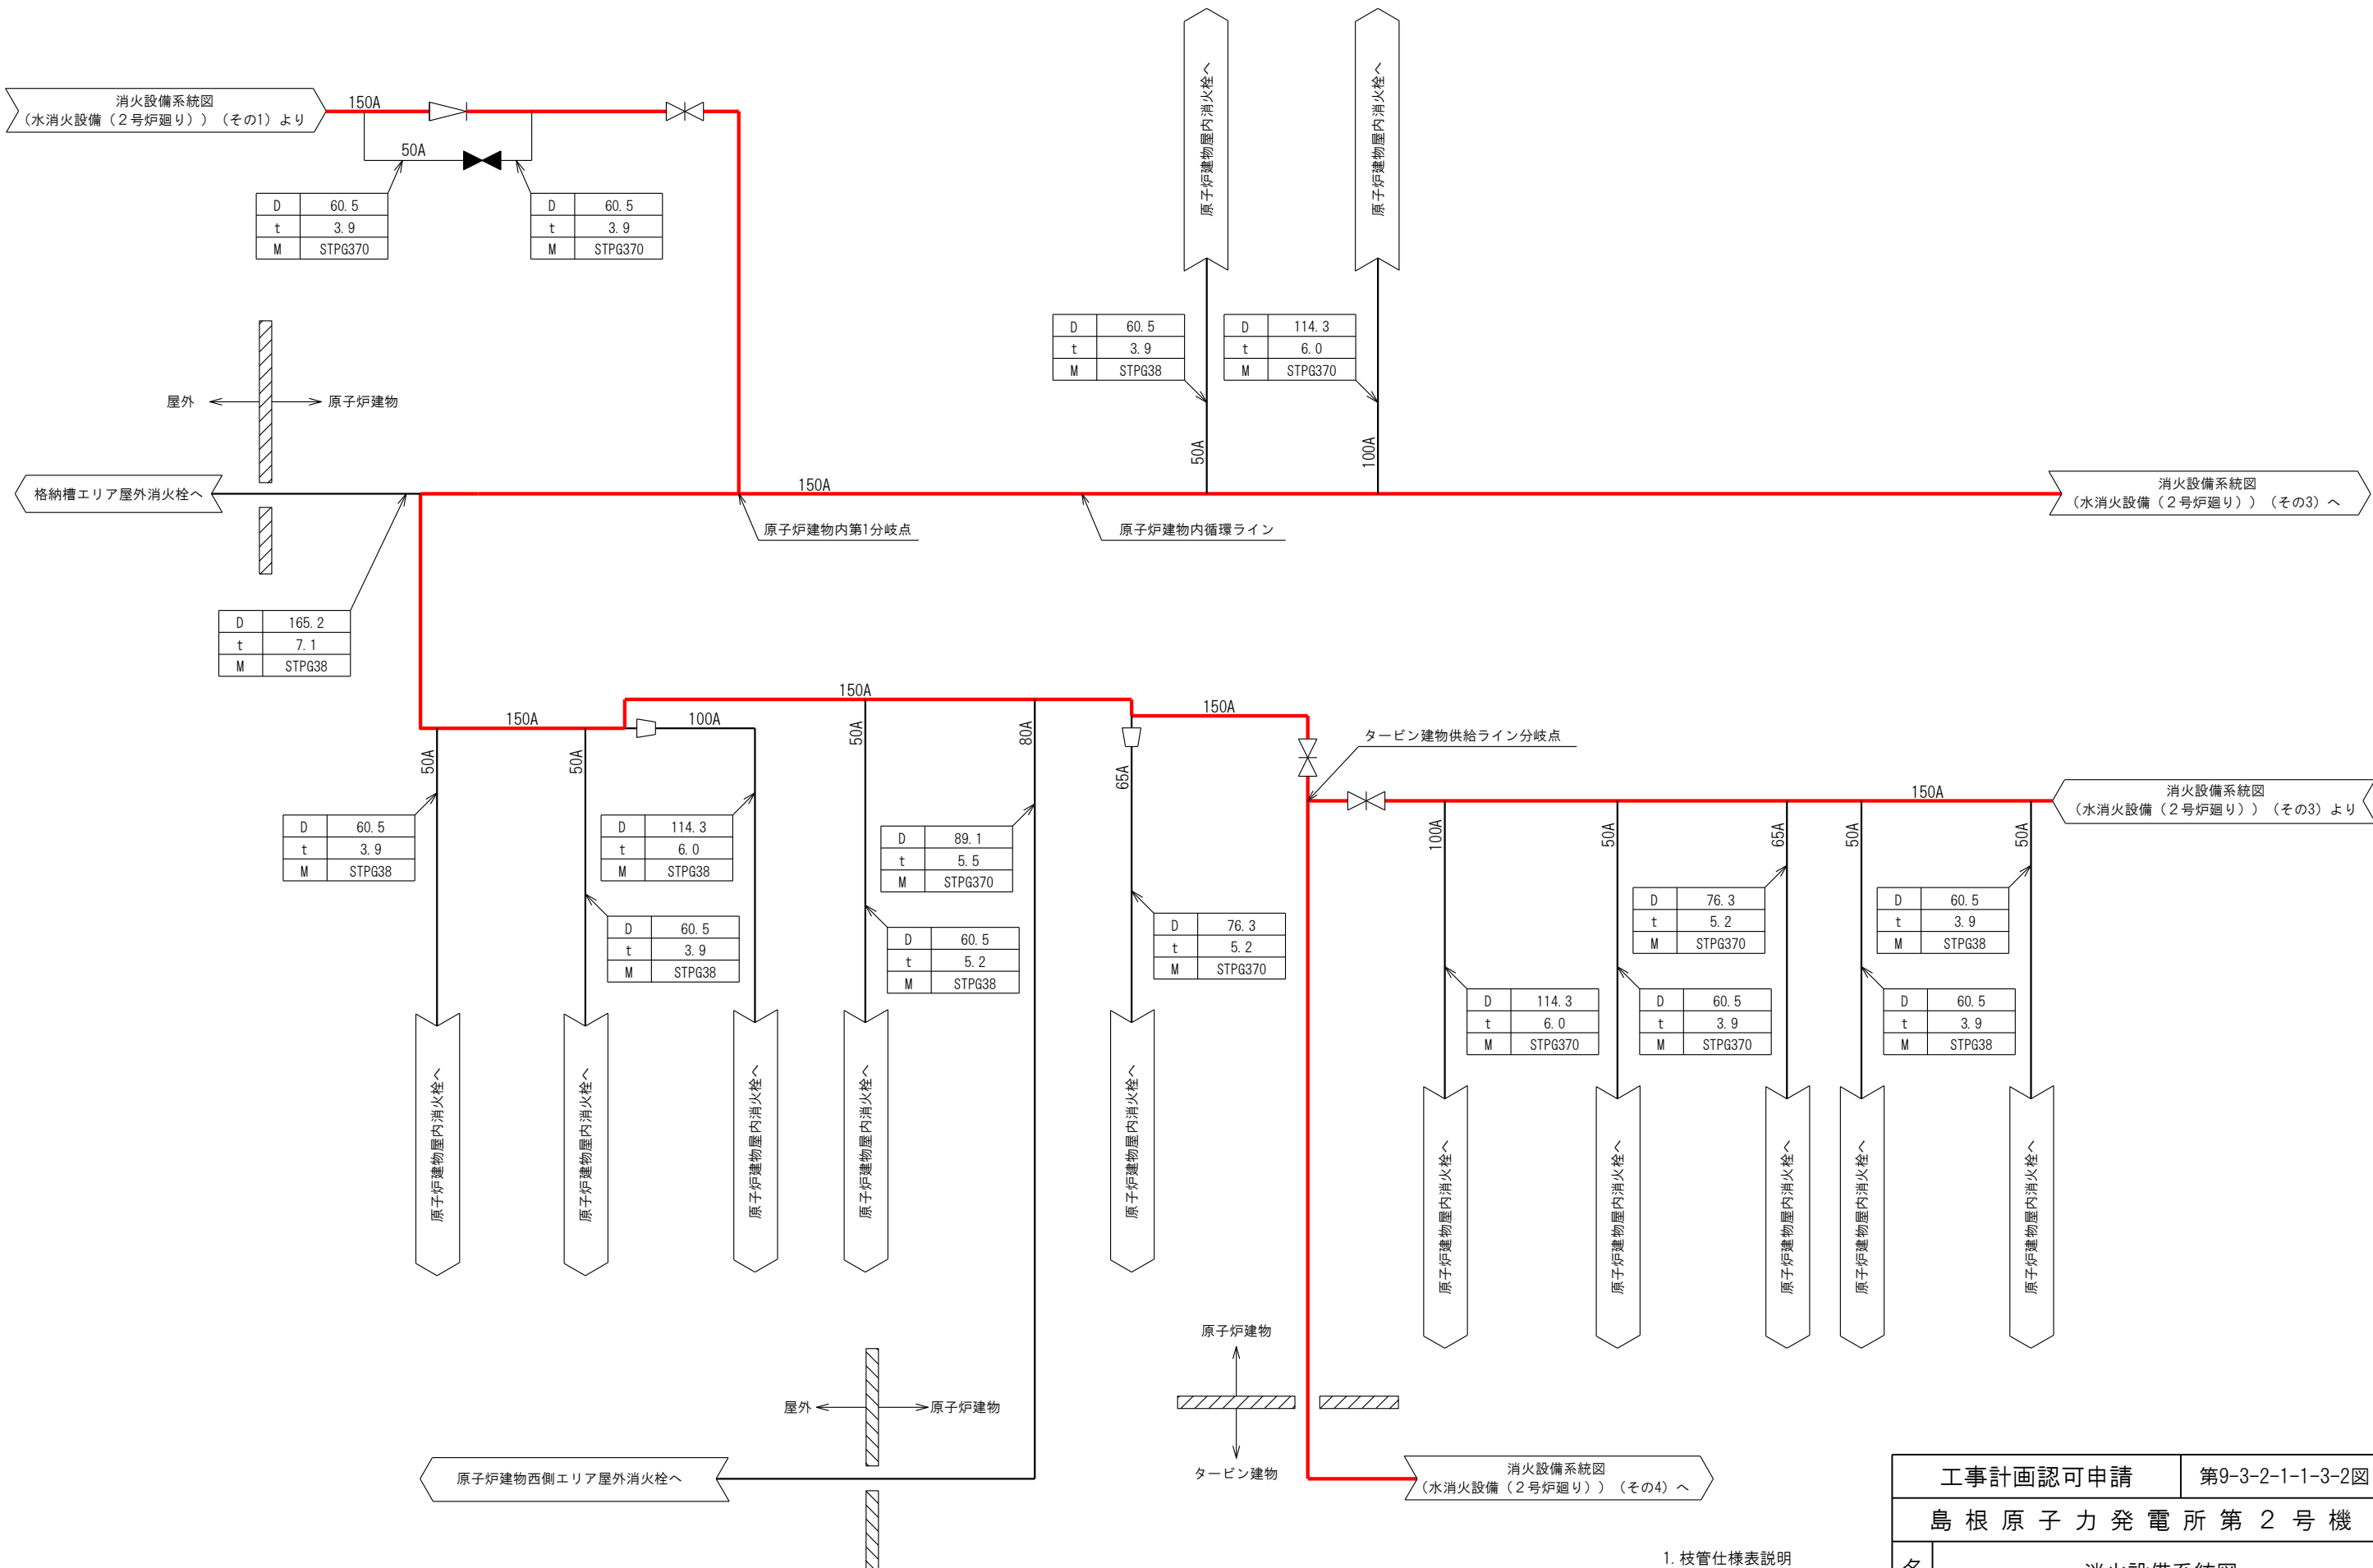 消火設備系統図
(水消火設備(2号炉廻り))(その1)より
150A
50A
D 60.5
t 3.9
M STPG370
D 60.5
t 3.9
M STPG370
原子炉建物屋内消火栓へ
原子炉建物屋内消火栓へ
D 60.5
t 3.9
M STPG38
D 114.3
t 6.0
M STPG370
50A
100A
屋外
原子炉建物
格納槽エリア屋外消火栓へ
150A
消火設備系統図
(水消火設備(2号炉廻り))(その3)へ
原子炉建物内第1分岐点
原子炉建物内循環ライン
D 165.2
t 7.1
M STPG38
150A
100A
150A
150A
50A
50A
50A
80A
65A
タービン建物供給ライン分岐点
150A
消火設備系統図
(水消火設備(2号炉廻り))(その3)より
100A
50A
65A
50A
50A
D 60.5
t 3.9
M STPG38
D 114.3
t 6.0
M STPG38
D 89.1
t 5.5
M STPG370
D 60.5
t 3.9
M STPG38
D 60.5
t 5.2
M STPG38
D 76.3
t 5.2
M STPG370
D 76.3
t 5.2
M STPG370
D 60.5
t 3.9
M STPG38
D 114.3
t 6.0
M STPG370
D 60.5
t 3.9
M STPG370
D 60.5
t 3.9
M STPG38
原子炉建物屋内消火栓へ
原子炉建物屋内消火栓へ
原子炉建物屋内消火栓へ
原子炉建物屋内消火栓へ
原子炉建物屋内消火栓へ
原子炉建物屋内消火栓へ
原子炉建物屋内消火栓へ
原子炉建物屋内消火栓へ
原子炉建物屋内消火栓へ
原子炉建物屋内消火栓へ
屋外
原子炉建物
原子炉建物
タービン建物
原子炉建物西側エリア屋外消火栓へ
消火設備系統図
(水消火設備(2号炉廻り))(その4)へ
1. 枝管仕様表説明
工事計画認可申請 第9-3-2-1-1-3-2図
島根原子力発電所第2号機